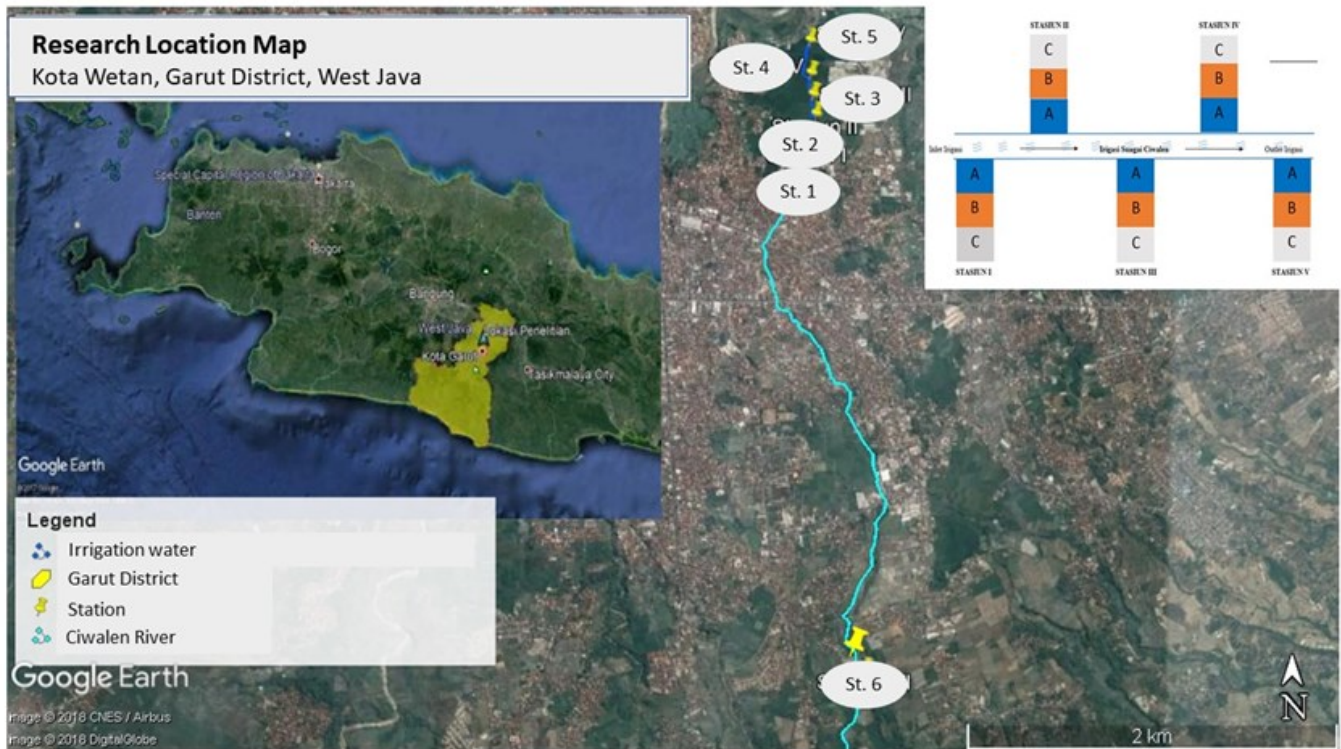 Research Location Map
Kota Wetan, Garut District, West Java
Special Capital Region of Jakarta
Jakarta
Banten
Bogor
Bandung
West Java
Lokasi Penelitian
Kota Garut
Tasikmalaya City
Google Earth
Legend
Irrigation water
Garut District
Station
Ciwalen River
Google Earth
Image © 2018 CNES / Airbus
Image © 2018 DigitalGlobe
St. 5
St. 4
St. 3
St. 2
St. 1
St. 6
STASIUN II
STASIUN IV
C
C
B
B
A
A
Inlet Irigasi
Irigasi Sungai Ciwalen
Outlet Irigasi
A
A
A
B
B
B
C
C
C
STASIUN I
STASIUN III
STASIUN V
N
2 km